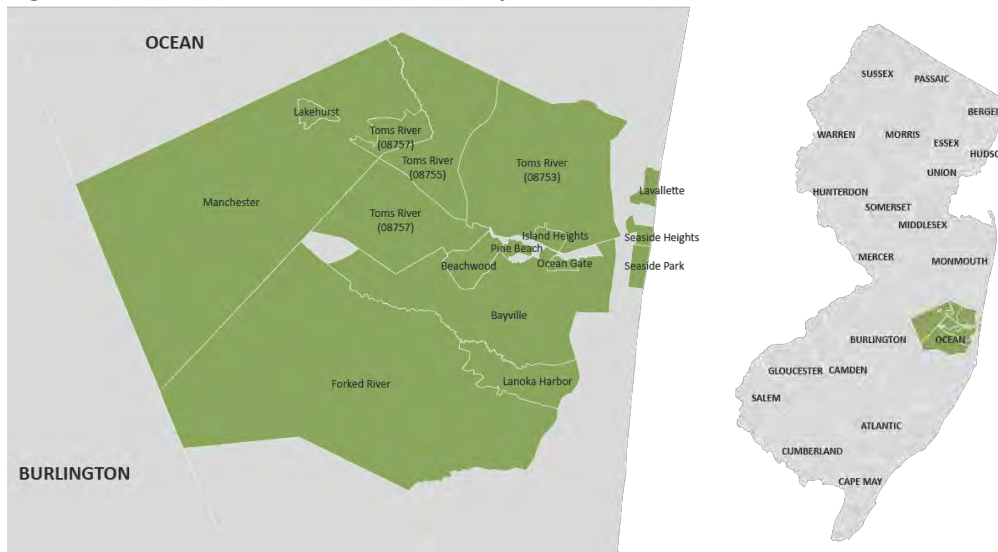 OCEAN
Lakehurst
Toms River
(08757)
Toms River
(08755)
Toms River
(08753)
Manchester
Lavallette
Toms River
(08757)
Island Heights
Seaside Heights
Pine Beach
Beachwood
Ocean Gate
Seaside Park
Bayville
Forked River
Lanoka Harbor
BURLINGTON
SUSSEX
PASSAIC
BERGEN
WARREN
MORRIS
ESSEX
HUDSO
UNION
HUNTERDON
SOMERSET
MIDDLESEX
MERCER
MONMOUTH
BURLINGTON
OCEAN
GLOUCESTER
CAMDEN
SALEM
ATLANTIC
CUMBERLAND
CAPE MAY